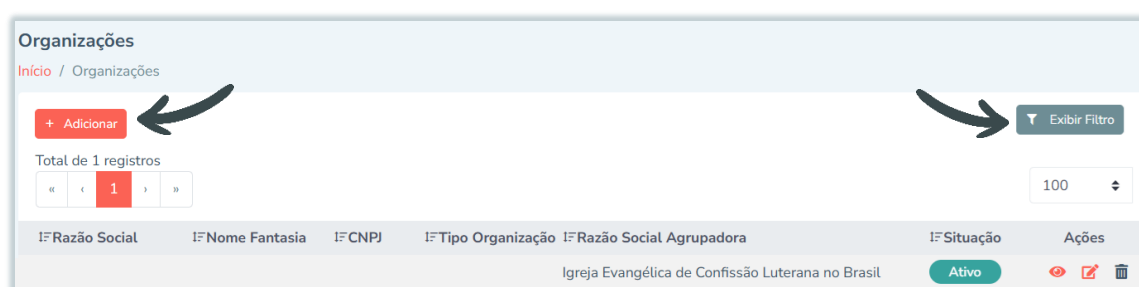 Organizações
Início / Organizações
+ Adicionar
Exibir Filtro
Total de 1 registros
« ‹ 1 › »
100
Razão Social Nome Fantasia CNPJ Tipo Organização Razão Social Agrupadora Situação Ações
Igreja Evangélica de Confissão Luterana no Brasil Ativo